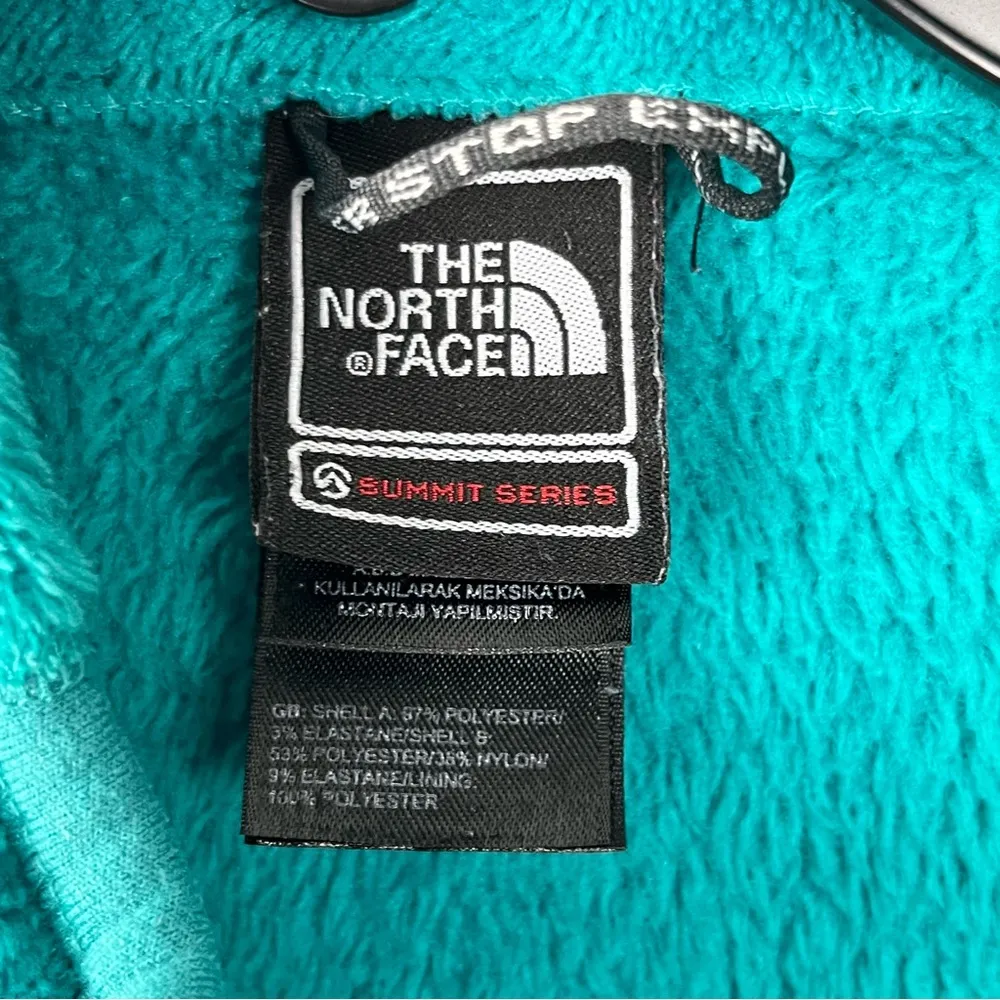 R STOP EXPL
THE
NORTH
FACE®
SUMMIT SERIES
KULLANILARAK MEKSIKA'DA
MONTAJI YAPILMIŞTIR.
GB: SHELL A: 97% POLYESTER/
3% ELASTANE/SHELL B:
53% POLYESTER/38% NYLON/
9% ELASTANE/LINING:
100% POLYESTER